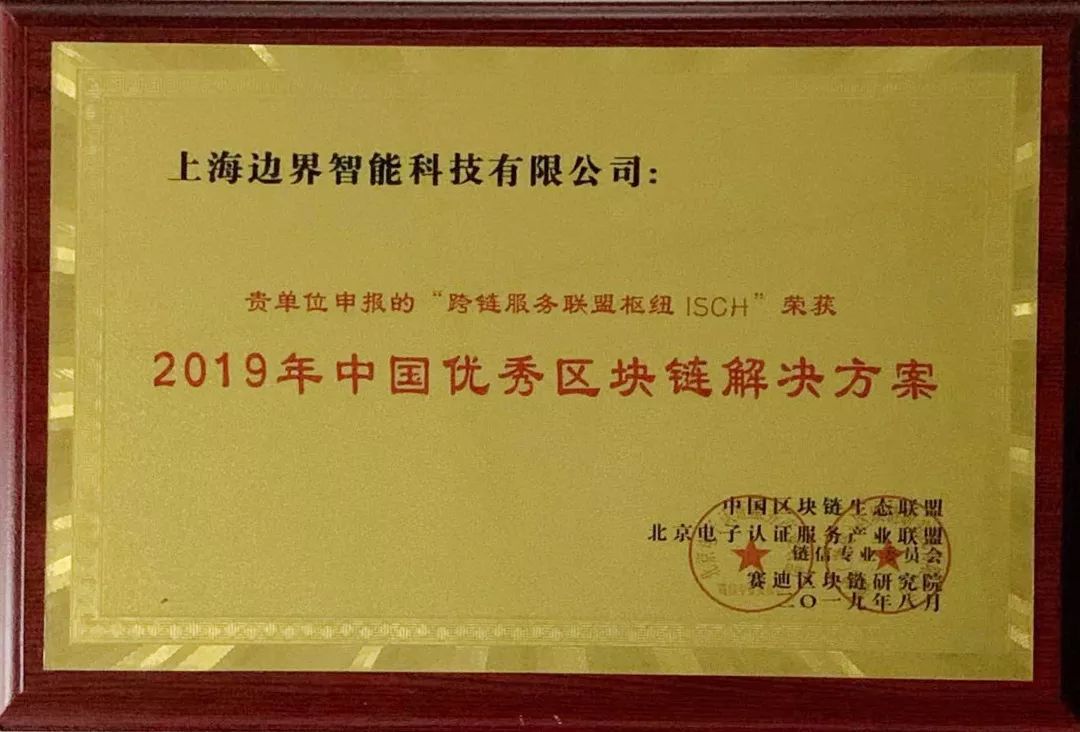 上海边界智能科技有限公司:
贵单位申报的“跨链服务联盟枢纽 ISCH”荣获
2019年中国优秀区块链解决方案
中国区块链生态联盟
北京电子认证服务产业联盟
链信专业委员会
赛迪区块链研究院
二〇一九年八月